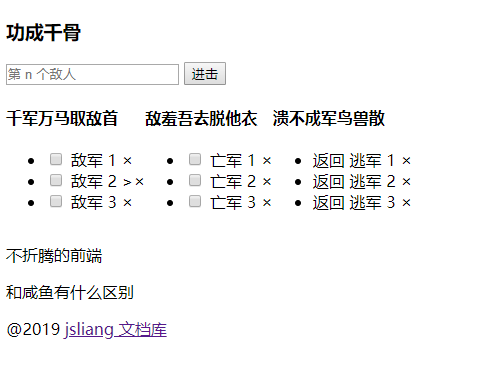 功成千骨
第 n 个敌人 进击
千军万马取敌首 敌羞吾去脱他衣 溃不成军鸟兽散
敌军 1 × 亡军 1 × 返回 逃军 1 ×
敌军 2 >× 亡军 2 × 返回 逃军 2 ×
敌军 3 × 亡军 3 × 返回 逃军 3 ×
不折腾的前端
和咸鱼有什么区别
@2019 jsliang 文档库